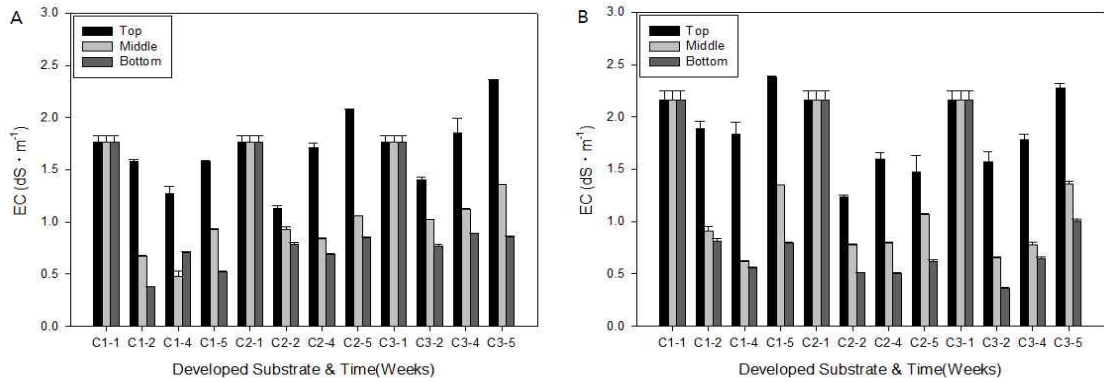 A
3.0
2.5
2.0
1.5
1.0
0.5
0.0
EC (dS · m⁻¹)
Top
Middle
Bottom
C1-1 C1-2 C1-4 C1-5 C2-1 C2-2 C2-4 C2-5 C3-1 C3-2 C3-4 C3-5
Developed Substrate & Time(Weeks)
B
3.0
2.5
2.0
1.5
1.0
0.5
0.0
EC (dS · m⁻¹)
Top
Middle
Bottom
C1-1 C1-2 C1-4 C1-5 C2-1 C2-2 C2-4 C2-5 C3-1 C3-2 C3-4 C3-5
Developed Substrate & Time(Weeks)